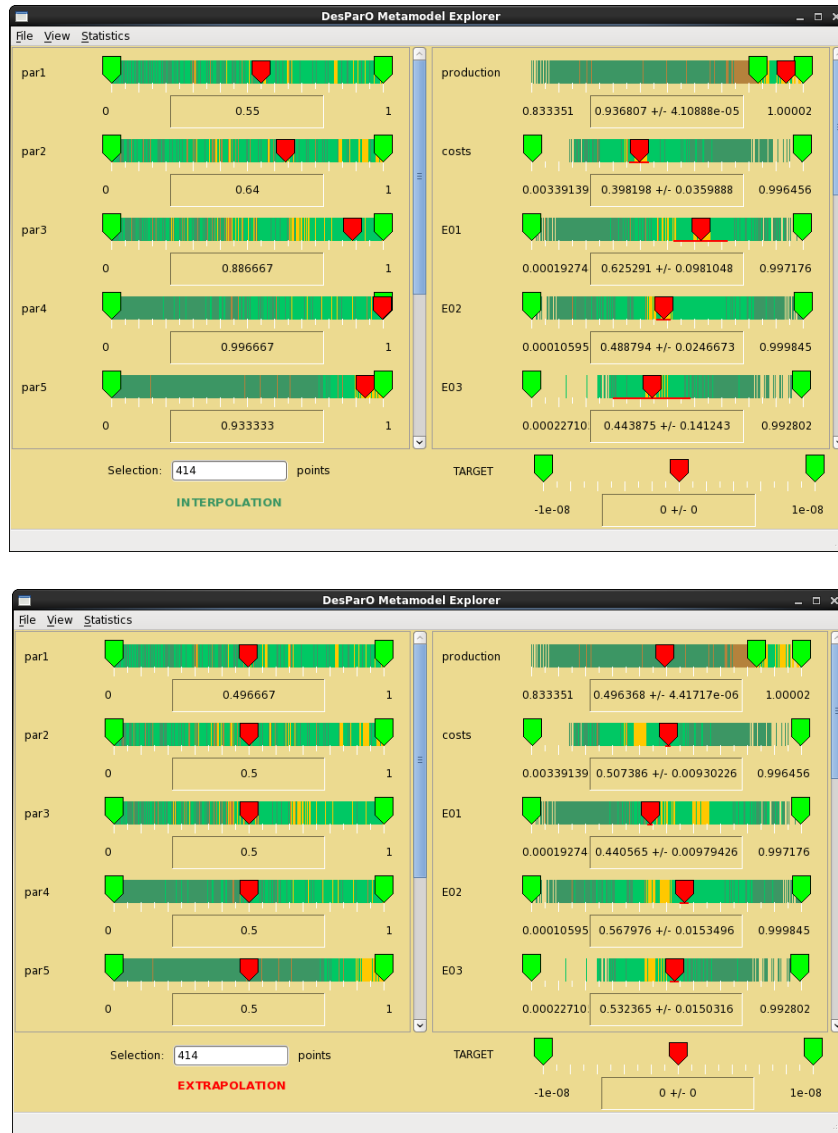 DesParO Metamodel Explorer
File View Statistics
par1
0 0.55 1
par2
0 0.64 1
par3
0 0.886667 1
par4
0 0.996667 1
par5
0 0.933333 1
production
0.833351 0.936807 +/- 4.10888e-05 1.00002
costs
0.00339139 0.398198 +/- 0.0359888 0.996456
E01
0.00019274 0.625291 +/- 0.0981048 0.997176
E02
0.00010595 0.488794 +/- 0.0246673 0.999845
E03
0.00022710 0.443875 +/- 0.141243 0.992802
Selection: 414 points
INTERPOLATION
TARGET
-1e-08 0 +/- 0 1e-08
DesParO Metamodel Explorer
File View Statistics
par1
0 0.496667 1
par2
0 0.5 1
par3
0 0.5 1
par4
0 0.5 1
par5
0 0.5 1
production
0.833351 0.496368 +/- 4.41717e-06 1.00002
costs
0.00339139 0.507386 +/- 0.00930226 0.996456
E01
0.00019274 0.440565 +/- 0.00979426 0.997176
E02
0.00010595 0.567976 +/- 0.0153496 0.999845
E03
0.00022710 0.532365 +/- 0.0150316 0.992802
Selection: 414 points
EXTRAPOLATION
TARGET
-1e-08 0 +/- 0 1e-08